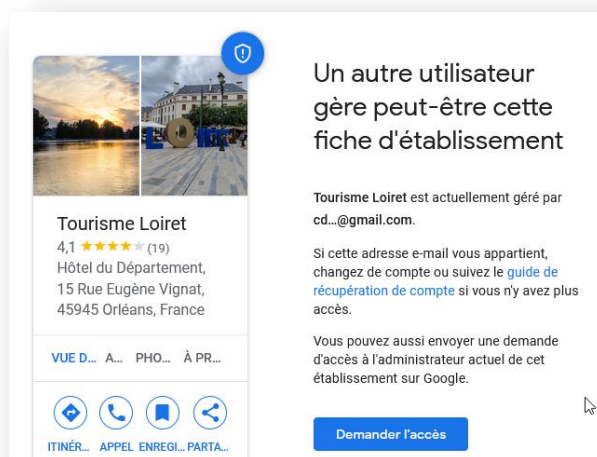 LOIRET
Tourisme Loiret
4,1 ★★★★★ (19)
Hôtel du Département,
15 Rue Eugène Vignat,
45945 Orléans, France
VUE D... A... PHO... À PR...
ITINÉR... APPEL ENREGI... PARTA...
Un autre utilisateur
gère peut-être cette
fiche d'établissement
Tourisme Loiret est actuellement géré par
cd...@gmail.com.
Si cette adresse e-mail vous appartient,
changez de compte ou suivez le guide de
récupération de compte si vous n'y avez plus
accès.
Vous pouvez aussi envoyer une demande
d'accès à l'administrateur actuel de cet
établissement sur Google.
Demander l'accès